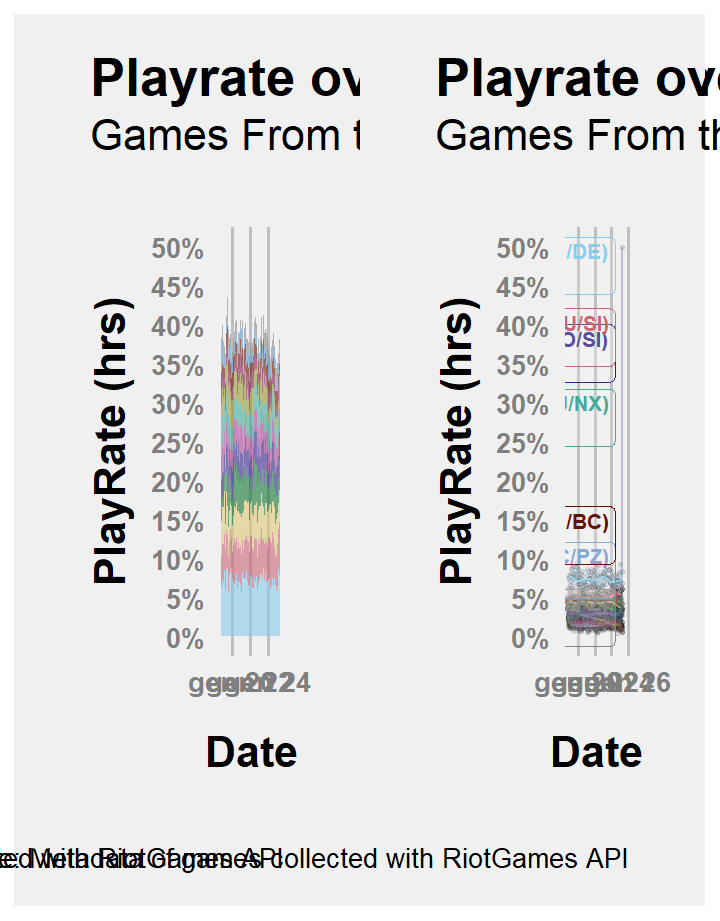 Playrate ov
Games From t
PlayRate (hrs)
50%
45%
40%
35%
30%
25%
20%
15%
10%
5%
0%
24
Date
Playrate ove
Games From th
PlayRate (hrs)
50%
45%
40%
35%
30%
25%
20%
15%
10%
5%
0%
/DE)
U/SI)
O/SI)
/NX)
/BC)
/PZ)
26
Date
collected with RiotGames API